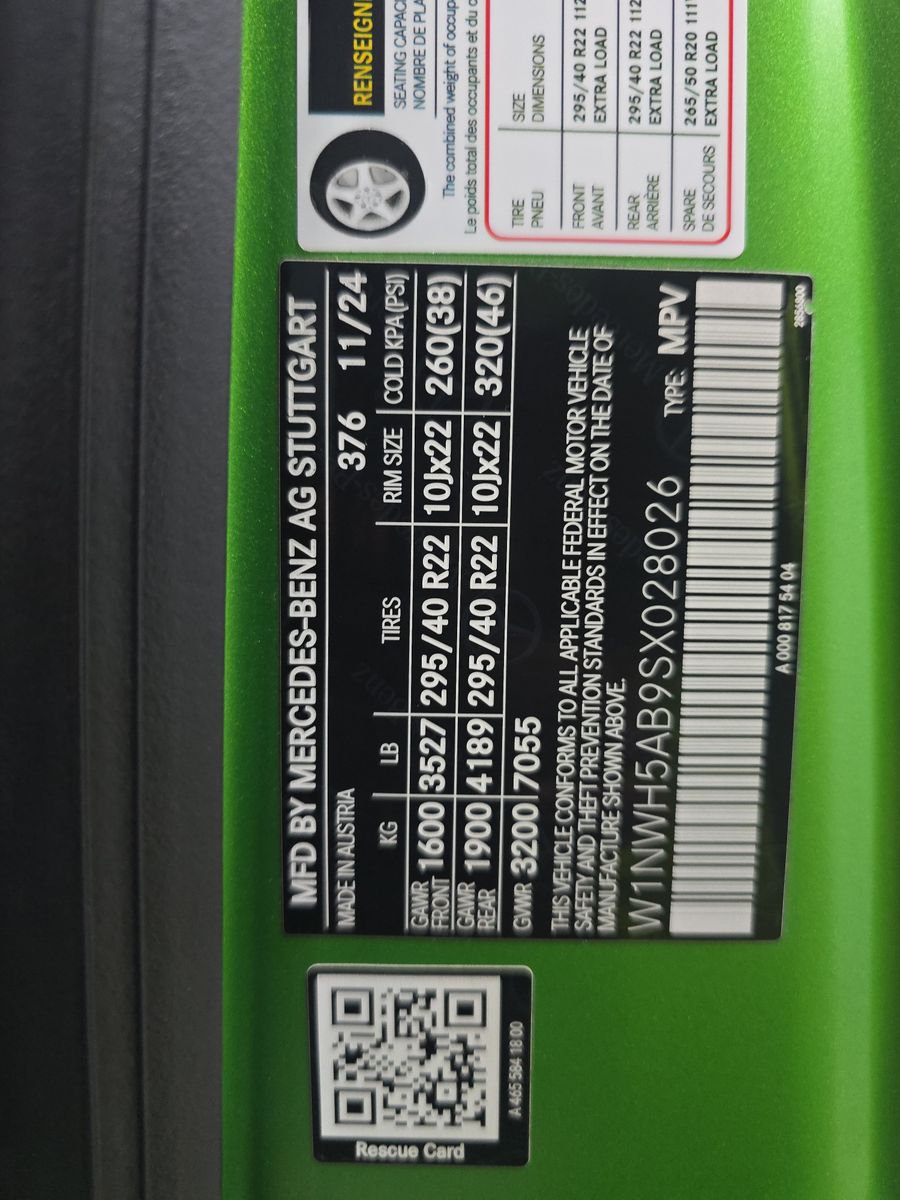 Rescue Card
A 465 584 18 00
MFD BY MERCEDES-BENZ AG STUTTGART
MADE IN AUSTRIA 376 11/24
KG LB TIRES RIM SIZE COLD KPA(PSI)
GAWR FRONT 1600 3527 295/40 R22 10Jx22 260(38)
GAWR REAR 1900 4189 295/40 R22 10Jx22 320(46)
GVWR 3200 7055
THIS VEHICLE CONFORMS TO ALL APPLICABLE FEDERAL MOTOR VEHICLE
SAFETY AND THEFT PREVENTION STANDARDS IN EFFECT ON THE DATE OF
MANUFACTURE SHOWN ABOVE.
W1NWH5AB9SX028026 TYPE: MPV
A 000 817 54 04
RENSEIGN
SEATING CAPAC
NOMBRE DE PLA
The combined weight of occup
Le poids total des occupants et du c
TIRE SIZE
PNEU DIMENSIONS
FRONT 295/40 R22 112
AVANT EXTRA LOAD
REAR 295/40 R22 112
ARRIÈRE EXTRA LOAD
SPARE 265/50 R20 111
DE SECOURS EXTRA LOAD